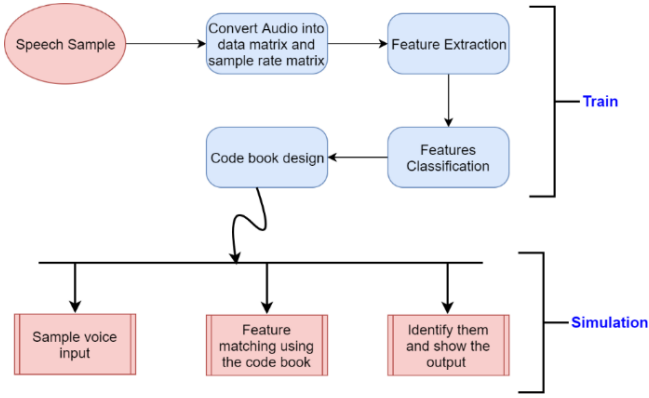 Speech Sample
Convert Audio into
data matrix and
sample rate matrix
Feature Extraction
Train
Code book design
Features
Classification
Sample voice
input
Feature
matching using
the code book
Identify them
and show the
output
Simulation